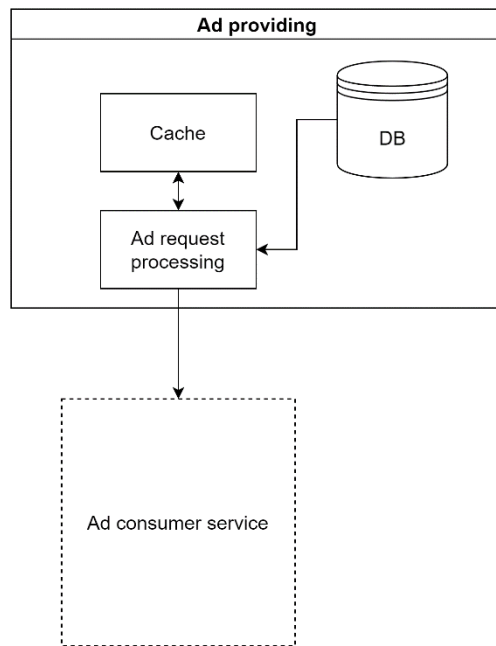 Ad providing
Cache
DB
Ad request
processing
Ad consumer service